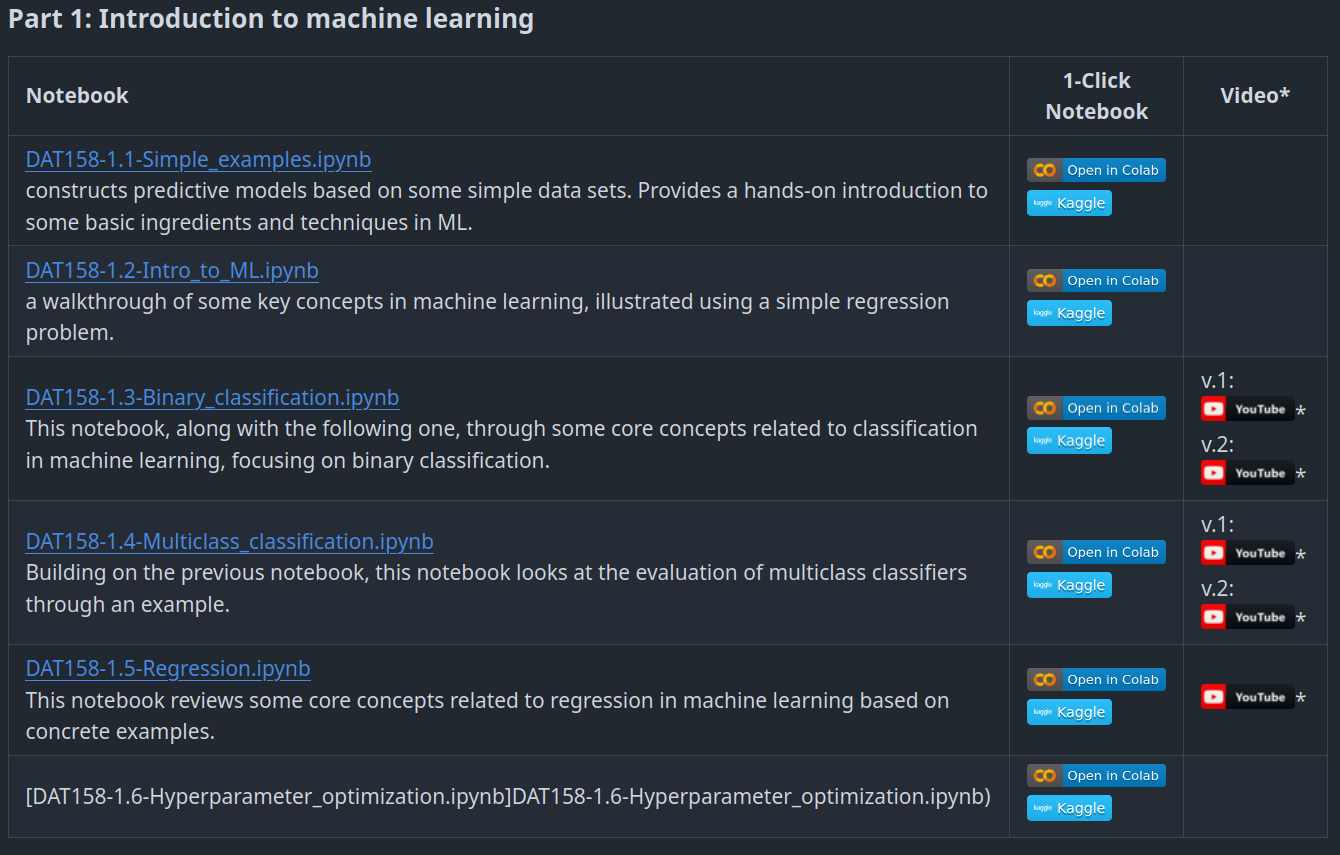 Part 1: Introduction to machine learning
Notebook
1-Click
Notebook
Video*
DAT158-1.1-Simple_examples.ipynb
constructs predictive models based on some simple data sets. Provides a hands-on introduction to
some basic ingredients and techniques in ML.
Open in Colab
kaggle Kaggle
DAT158-1.2-Intro_to_ML.ipynb
a walkthrough of some key concepts in machine learning, illustrated using a simple regression
problem.
Open in Colab
kaggle Kaggle
DAT158-1.3-Binary_classification.ipynb
This notebook, along with the following one, through some core concepts related to classification
in machine learning, focusing on binary classification.
Open in Colab
kaggle Kaggle
v.1:
YouTube *
v.2:
YouTube *
DAT158-1.4-Multiclass_classification.ipynb
Building on the previous notebook, this notebook looks at the evaluation of multiclass classifiers
through an example.
Open in Colab
kaggle Kaggle
v.1:
YouTube *
v.2:
YouTube *
DAT158-1.5-Regression.ipynb
This notebook reviews some core concepts related to regression in machine learning based on
concrete examples.
Open in Colab
kaggle Kaggle
YouTube *
[DAT158-1.6-Hyperparameter_optimization.ipynb]DAT158-1.6-Hyperparameter_optimization.ipynb)
Open in Colab
kaggle Kaggle